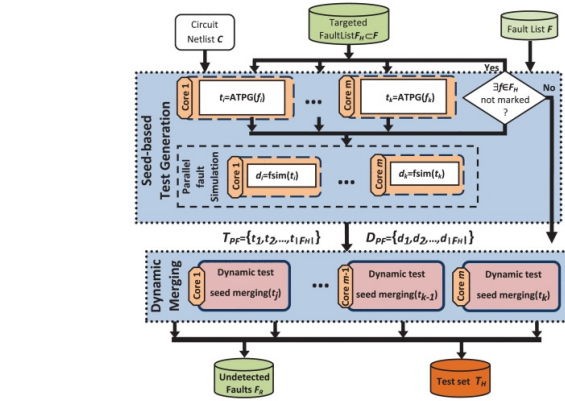 Circuit
Netlist C
Targeted
FaultListF_H⊂F
Fault List F
Yes
No
Seed-based
Test Generation
Core 1
t_i=ATPG(f_i)
...
Core m
t_k=ATPG(f_k)
∃f∈F_H
not marked
?
Parallel
fault
Simulation
Core 1
d_i=fsim(t_i)
...
Core m
d_k=fsim(t_k)
T_PF={t_1,t_2,...,t_|F_H|}
D_PF={d_1,d_2,...,d_|F_H|}
Dynamic
Merging
Core 1
Dynamic test
seed merging(t_j)
...
Core m-1
Dynamic test
seed merging(t_k-1)
Core m
Dynamic test
seed merging(t_k)
Undetected
Faults F_R
Test set T_H